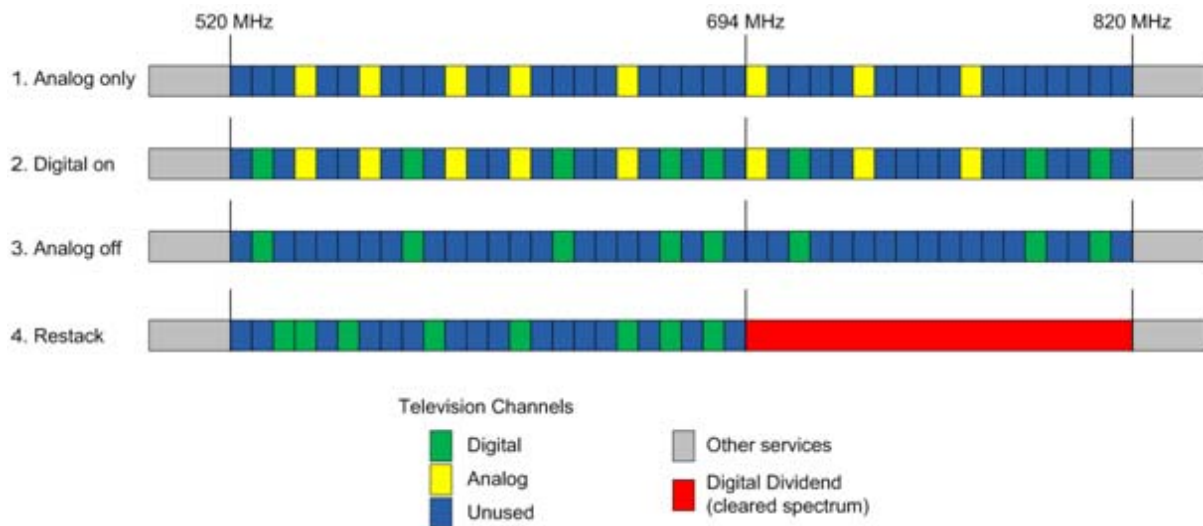 520 MHz 694 MHz 820 MHz
1. Analog only
2. Digital on
3. Analog off
4. Restack
Television Channels
Digital
Analog
Unused
Other services
Digital Dividend
(cleared spectrum)